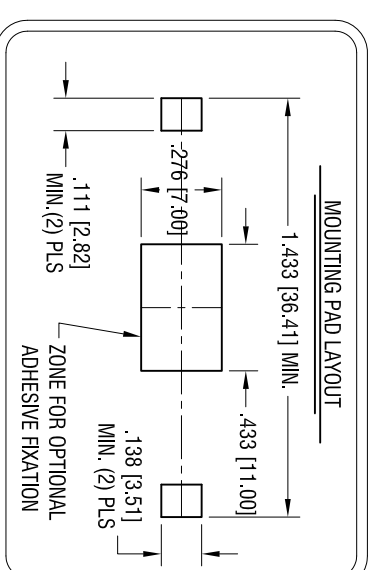 MOUNTING PAD LAYOUT
1.433 [36.41] MIN.
.433 [11.00]
.276 [7.00]
.138 [3.51]
MIN. (2) PLS
.111 [2.82]
MIN.(2) PLS
ZONE FOR OPTIONAL
ADHESIVE FIXATION